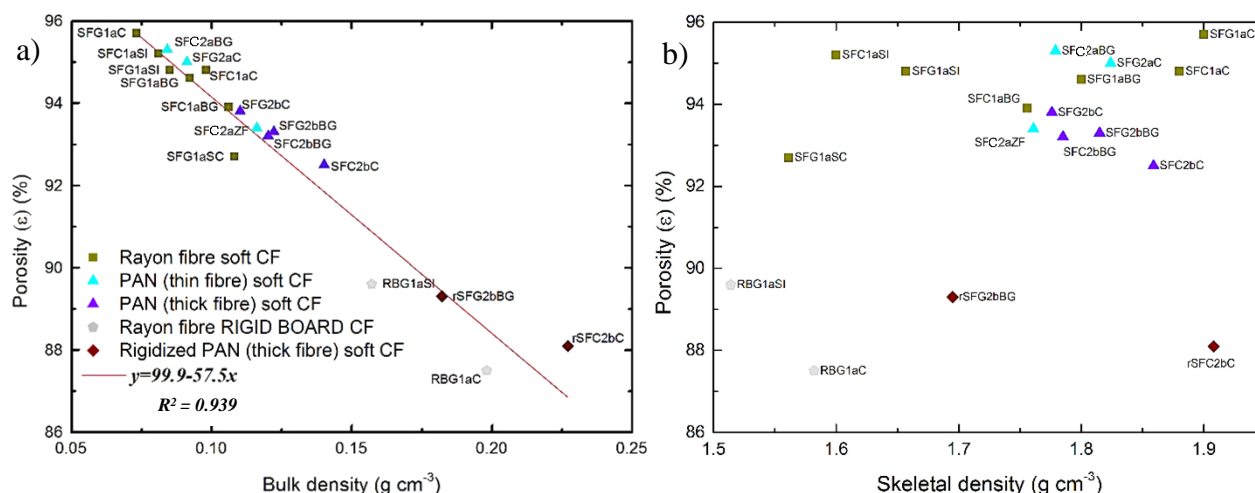 a)
Porosity (ε) (%)
96
94
92
90
88
86
SFG1aC
SFC2aBG
SFC1aSI
SFG2aC
SFG1aSI
SFC1aC
SFG1aBG
SFC1aBG
SFG2bC
SFC2aZF
SFG2bBG
SFC2bBG
SFG1aSC
SFC2bC
RBG1aSI
rSFG2bBG
rSFC2bC
RBG1aC
Rayon fibre soft CF
PAN (thin fibre) soft CF
PAN (thick fibre) soft CF
Rayon fibre RIGID BOARD CF
Rigidized PAN (thick fibre) soft CF
y=99.9-57.5x
R² = 0.939
0.05 0.10 0.15 0.20 0.25
Bulk density (g cm⁻³)
b)
Porosity (ε) (%)
96
94
92
90
88
86
SFG1aC
SFC2aBG
SFC1aSI
SFG2aC
SFG1aSI
SFG1aBG
SFC1aC
SFC1aBG
SFG2bC
SFC2aZF
SFG2bBG
SFC2bBG
SFG1aSC
SFC2bC
RBG1aSI
rSFG2bBG
rSFC2bC
RBG1aC
1.5 1.6 1.7 1.8 1.9
Skeletal density (g cm⁻³)